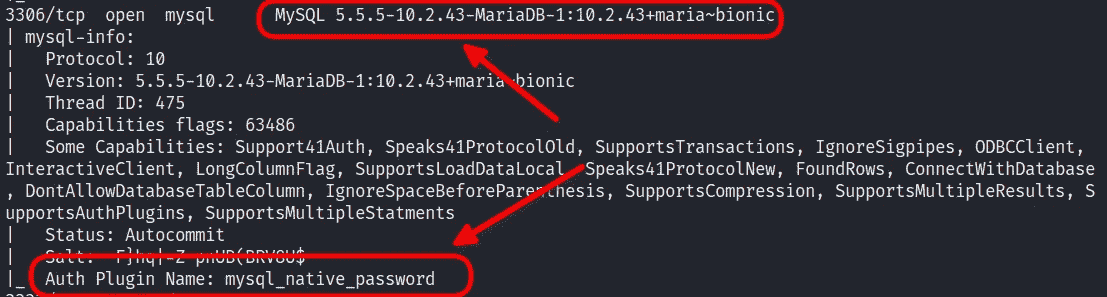 3306/tcp open mysql MySQL 5.5.5-10.2.43-MariaDB-1:10.2.43+maria~bionic
| mysql-info:
| Protocol: 10
| Version: 5.5.5-10.2.43-MariaDB-1:10.2.43+maria~bionic
| Thread ID: 475
| Capabilities flags: 63486
| Some Capabilities: Support41Auth, Speaks41ProtocolOld, SupportsTransactions, IgnoreSigpipes, ODBCClient,
InteractiveClient, LongColumnFlag, SupportsLoadDataLocal, Speaks41ProtocolNew, FoundRows, ConnectWithDatabase
, DontAllowDatabaseTableColumn, IgnoreSpaceBeforeParenthesis, SupportsCompression, SupportsMultipleResults, S
upportsAuthPlugins, SupportsMultipleStatments
| Status: Autocommit
| Salt:
|_ Auth Plugin Name: mysql_native_password